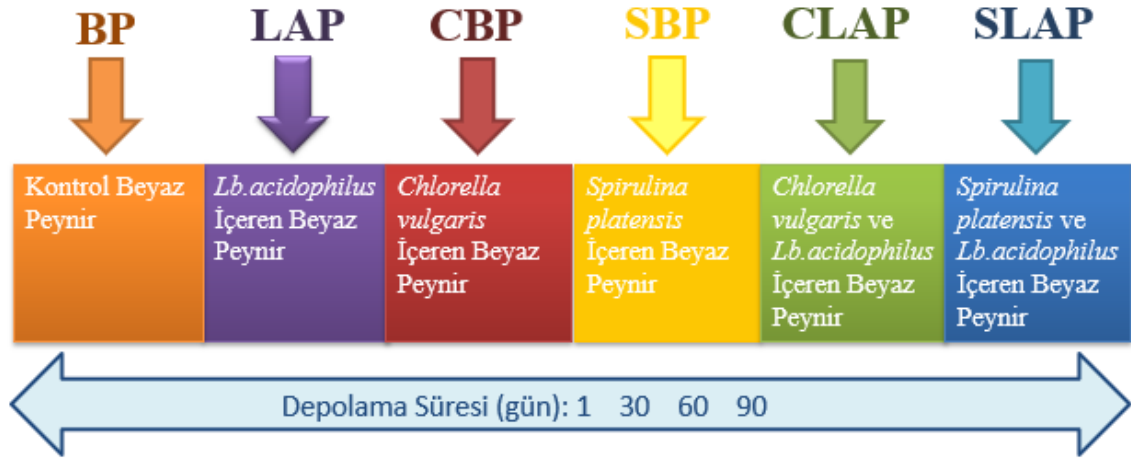 BP
LAP
CBP
SBP
CLAP
SLAP
Kontrol Beyaz
Peynir
Lb.acidophilus
İçeren Beyaz
Peynir
Chlorella
vulgaris
İçeren Beyaz
Peynir
Spirulina
platensis
İçeren Beyaz
Peynir
Chlorella
vulgaris ve
Lb.acidophilus
İçeren Beyaz
Peynir
Spirulina
platensis ve
Lb.acidophilus
İçeren Beyaz
Peynir
Depolama Süresi (gün): 1 30 60 90